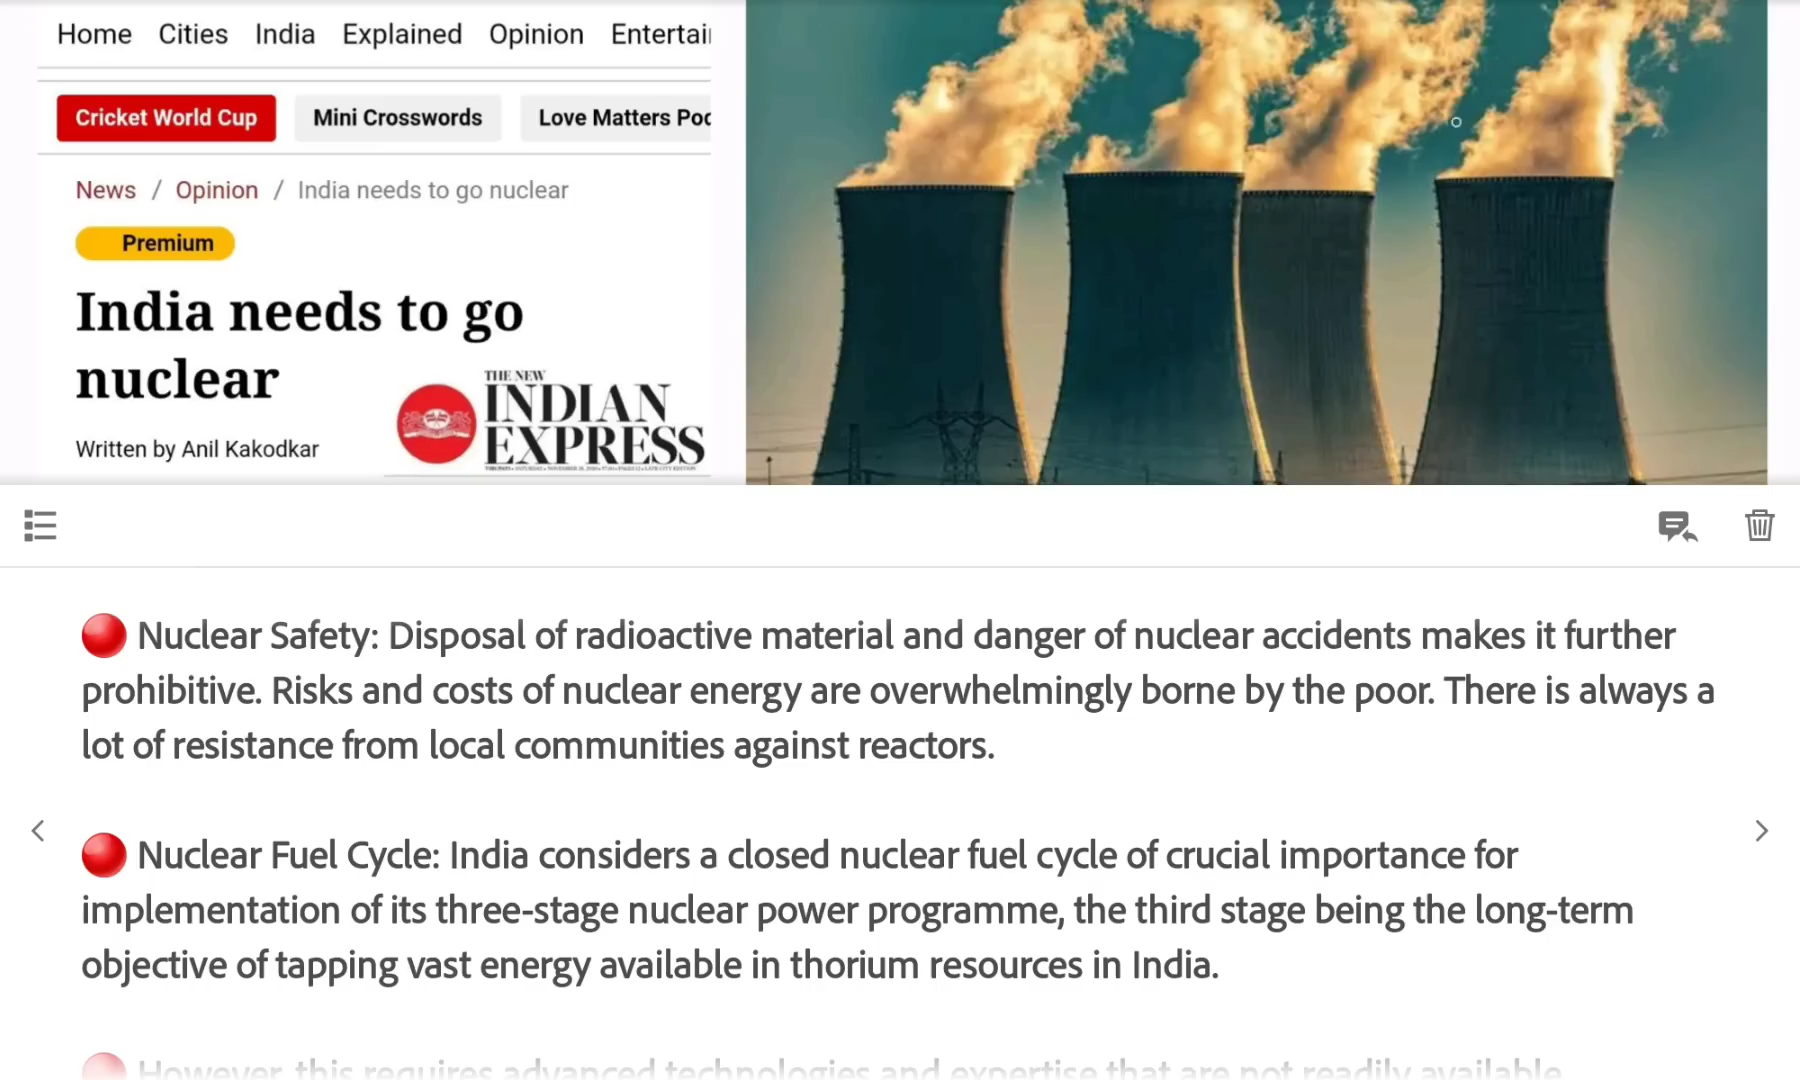 Home Cities India Explained Opinion Entertai
Cricket World Cup Mini Crosswords Love Matters Poc
News / Opinion / India needs to go nuclear
Premium
India needs to go
nuclear
Written by Anil Kakodkar
THE NEW
INDIAN
EXPRESS
🔴 Nuclear Safety: Disposal of radioactive material and danger of nuclear accidents makes it further
prohibitive. Risks and costs of nuclear energy are overwhelmingly borne by the poor. There is always a
lot of resistance from local communities against reactors.
🔴 Nuclear Fuel Cycle: India considers a closed nuclear fuel cycle of crucial importance for
implementation of its three-stage nuclear power programme, the third stage being the long-term
objective of tapping vast energy available in thorium resources in India.
🔴 However, this requires advanced technologies and expertise that are not readily available